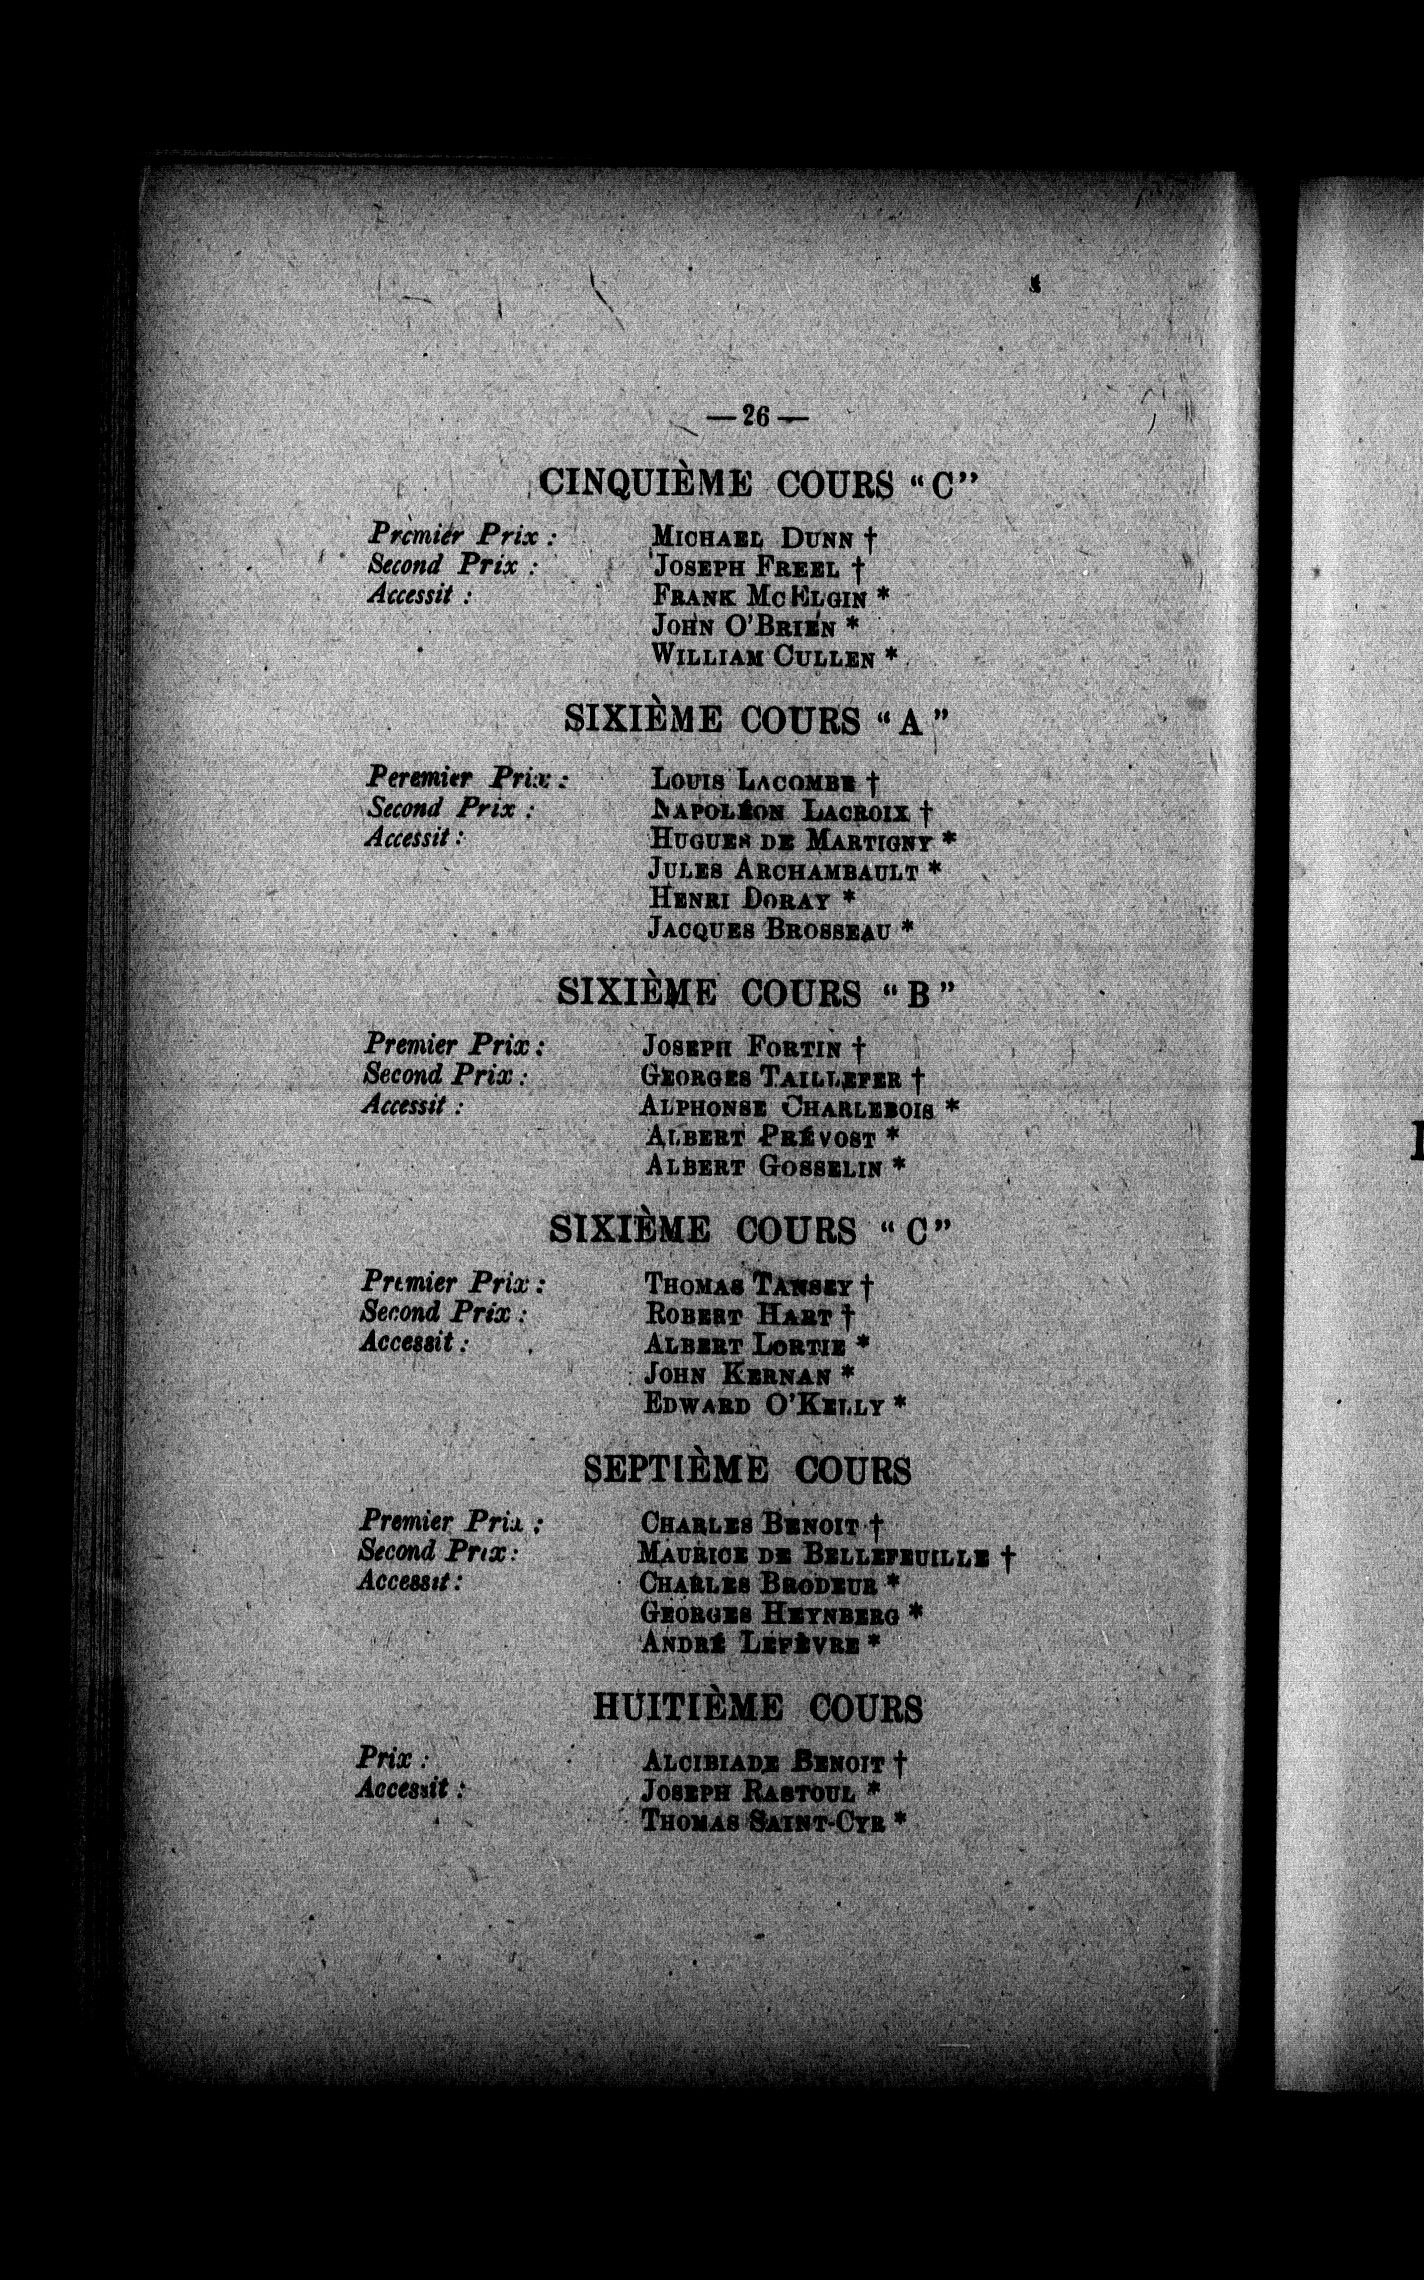 — 26 —
CINQUIÈME COURS “C”
Premier Prix : MICHAEL DUNN †
Second Prix : JOSEPH FREEL †
Accessit : FRANK MCELGIN *
JOHN O’BRIEN *
WILLIAM CULLEN *
SIXIÈME COURS “A”
Peremier Prix : LOUIS LACOMBE †
Second Prix : NAPOLÉON LACROIX †
Accessit : HUGUES DE MARTIGNY *
JULES ARCHAMBAULT *
HENRI DORAY *
JACQUES BROSSEAU *
SIXIÈME COURS “B”
Premier Prix : JOSEPH FORTIN †
Second Prix : GEORGES TAILLEFER †
Accessit : ALPHONSE CHARLEBOIS *
ALBERT PRÉVOST *
ALBERT GOSSELIN *
SIXIÈME COURS “C”
Premier Prix : THOMAS TANSEY †
Second Prix : ROBERT HART †
Accessit : ALBERT LORTIE *
JOHN KERNAN *
EDWARD O’KELLY *
SEPTIÈME COURS
Premier Prix : CHARLES BENOIT †
Second Prix : MAURICE DE BELLEFEUILLE †
Accessit : CHARLES BRODEUR *
GEORGES HEYNBERG *
ANDRÉ LEFÈVRE *
HUITIÈME COURS
Prix : ALCIBIADE BENOIT †
Accessit : JOSEPH RASTOUL *
THOMAS SAINT-CYR *